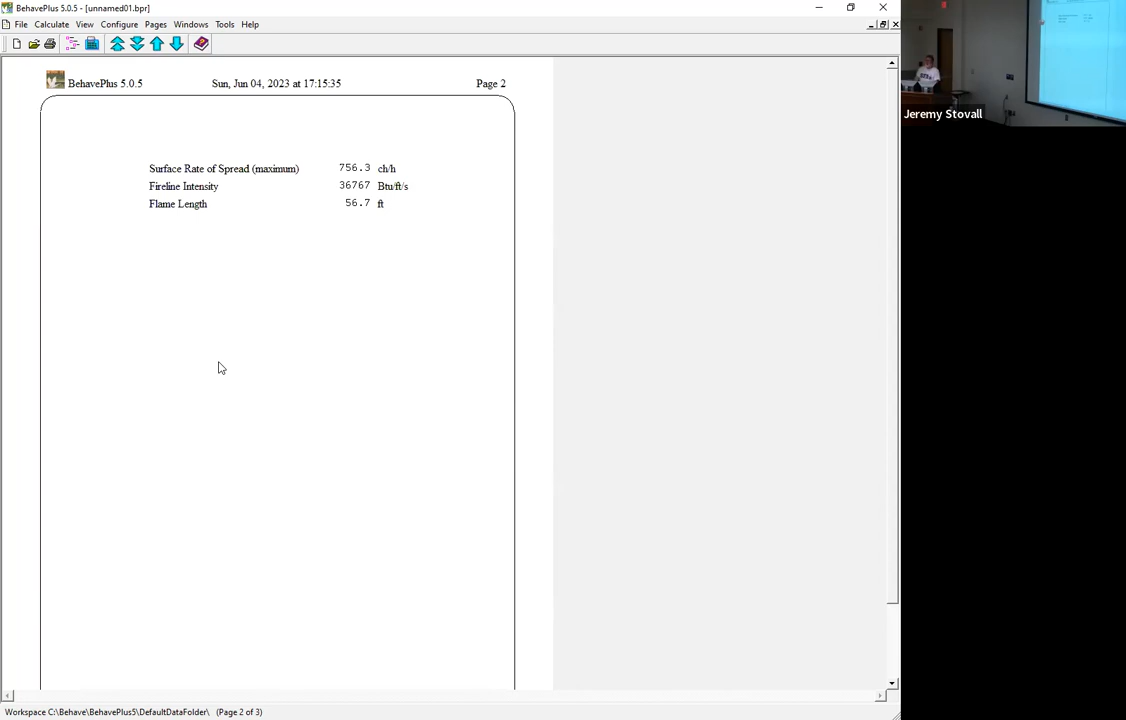 BehavePlus 5.0.5 - [unnamed01.bpr]
File Calculate View Configure Pages Windows Tools Help
BehavePlus 5.0.5 Sun, Jun 04, 2023 at 17:15:35 Page 2
Surface Rate of Spread (maximum) 756.3 ch/h
Fireline Intensity 36767 Btu/ft/s
Flame Length 56.7 ft
Jeremy Stovall
Workspace C:\Behave\BehavePlus5\DefaultDataFolder\ (Page 2 of 3)